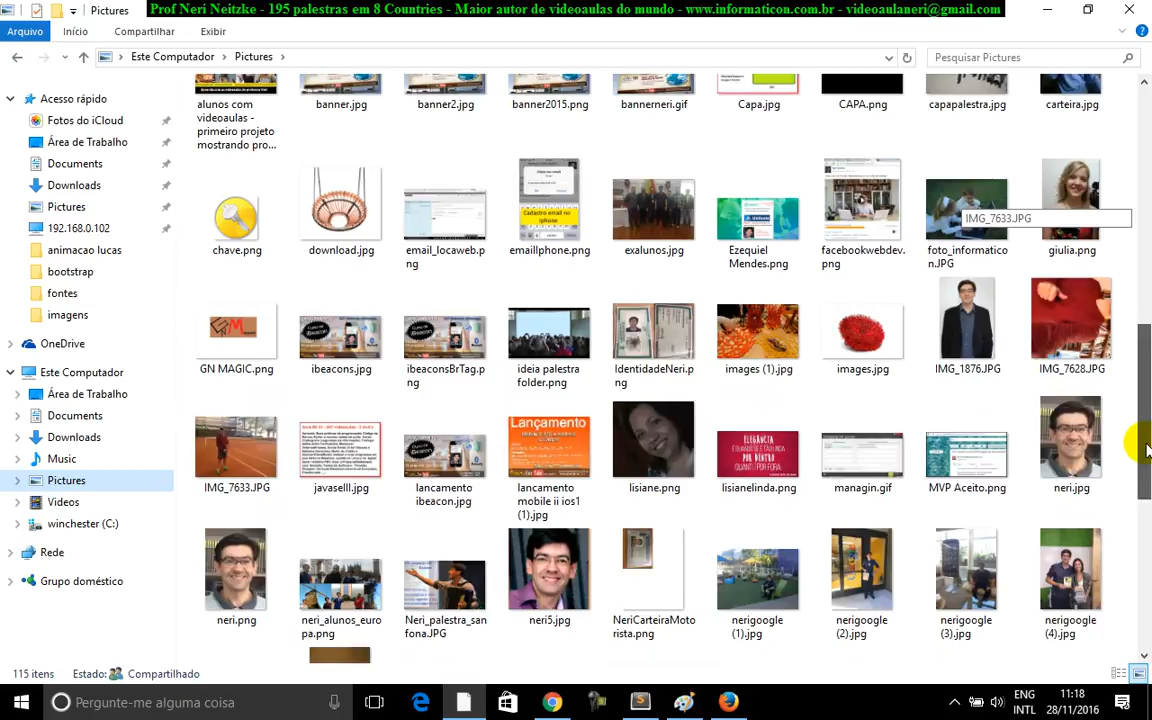 Pictures
Prof Neri Neitzke - 195 palestras em 8 Countries - Maior autor de videoaulas do mundo - www.informaticon.com.br - videoaulaneri@gmail.com
Arquivo Início Compartilhar Exibir
Este Computador Pictures
Pesquisar Pictures
Acesso rápido
Fotos do iCloud
Área de Trabalho
Documents
Downloads
Pictures
192.168.0.102
animacao lucas
bootstrap
fontes
imagens
OneDrive
Este Computador
Área de Trabalho
Documents
Downloads
Music
Pictures
Videos
winchester (C:)
Rede
Grupo doméstico
alunos com
videoaulas -
primeiro projeto
mostrando pro...
banner.jpg
banner2.jpg
banner2015.png
bannerneri.gif
Capa.jpg
CAPA.png
capapalestra.jpg
carteira.jpg
chave.png
download.jpg
email_locaweb.p
ng
Cadastro email no
Iphone
emailIphone.png
exalunos.jpg
Ezequiel
Mendes.png
facebookwebdev.
png
foto_informatico
n.JPG
IMG_7633.JPG
giulia.png
GN MAGIC.png
ibeacons.jpg
ibeaconsBrTag.p
ng
ideia palestra
folder.png
IdentidadeNeri.p
ng
images (1).jpg
images.jpg
IMG_1876.JPG
IMG_7628.JPG
IMG_7633.JPG
javaseIII.jpg
lancamento
ibeacon.jpg
Lançamento
lancamento
mobile ii ios1
(1).jpg
lisiane.png
ELEGÂNCIA
lisianelinda.png
managin.gif
MVP Aceito.png
neri.jpg
neri.png
neri_alunos_euro
pa.png
Neri_palestra_san
fona.JPG
neri5.jpg
NeriCarteiraMoto
rista.png
nerigoogle
(1).jpg
nerigoogle
(2).jpg
nerigoogle
(3).jpg
nerigoogle
(4).jpg
115 itens Estado: Compartilhado
Pergunte-me alguma coisa
ENG
INTL
11:18
28/11/2016